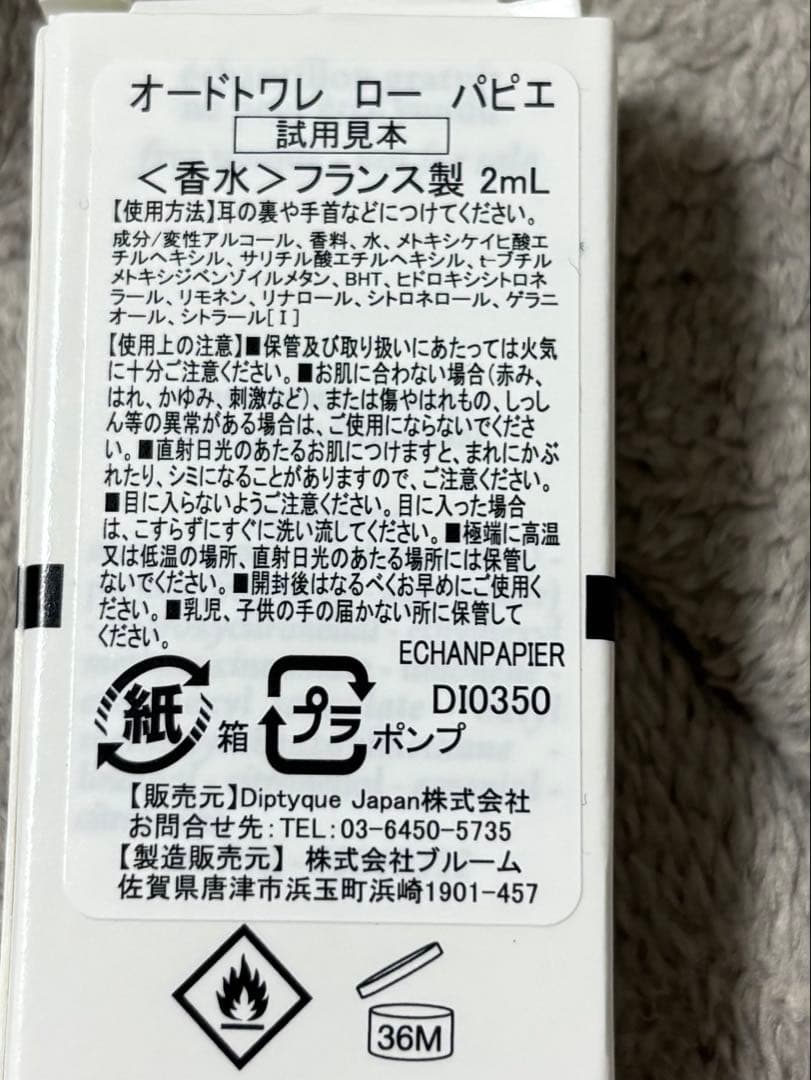 オードトワレ ロー パピエ
試用見本
＜香水＞フランス製 2mL
【使用方法】耳の裏や手首などにつけてください。
成分/変性アルコール、香料、水、メトキシケイヒ酸エ
チルヘキシル、サリチル酸エチルヘキシル、t-ブチル
メトキシジベンゾイルメタン、BHT、ヒドロキシシトロネ
ラール、リモネン、リナロール、シトロネロール、ゲラニ
オール、シトラール[I]
【使用上の注意】■保管及び取り扱いにあたっては火気
に十分ご注意ください。■お肌に合わない場合(赤み、
はれ、かゆみ、刺激など)、または傷やはれもの、しっし
ん等の異常がある場合は、ご使用にならないでくださ
い。■直射日光のあたるお肌につけますと、まれにかぶ
れたり、シミになることがありますので、ご注意ください。
■目に入らないようご注意ください。目に入った場合
は、こすらずにすぐに洗い流してください。■極端に高温
又は低温の場所、直射日光のあたる場所には保管し
ないでください。■開封後はなるべくお早めにご使用く
ださい。■乳児、子供の手の届かない所に保管して
ください。
ECHANPAPIER
DI0350
紙 箱 プラ ポンプ
【販売元】Diptyque Japan株式会社
お問合せ先:TEL:03-6450-5735
【製造販売元】 株式会社ブルーム
佐賀県唐津市浜玉町浜崎1901-457
36M